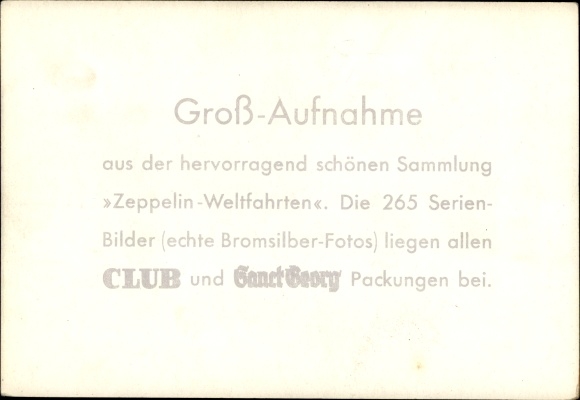 Groß-Aufnahme
aus der hervorragend schönen Sammlung
»Zeppelin-Weltfahrten«. Die 265 Serien-
Bilder (echte Bromsilber-Fotos) liegen allen
CLUB und Sanct Georg Packungen bei.